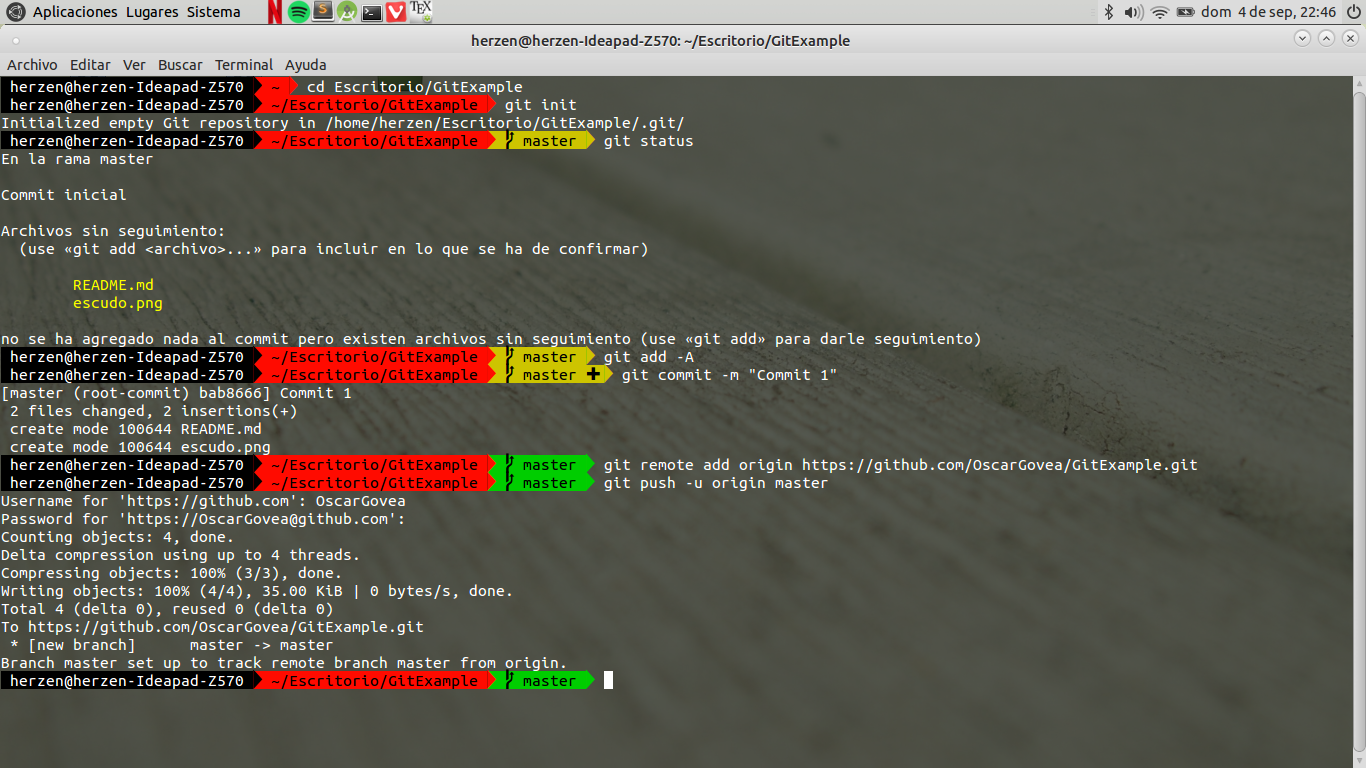 Aplicaciones Lugares Sistema dom 4 de sep, 22:46
herzen@herzen-Ideapad-Z570: ~/Escritorio/GitExample
Archivo Editar Ver Buscar Terminal Ayuda
herzen@herzen-Ideapad-Z570 ~ cd Escritorio/GitExample
herzen@herzen-Ideapad-Z570 ~/Escritorio/GitExample git init
Initialized empty Git repository in /home/herzen/Escritorio/GitExample/.git/
herzen@herzen-Ideapad-Z570 ~/Escritorio/GitExample master git status
En la rama master
Commit inicial
Archivos sin seguimiento:
(use «git add <archivo>...» para incluir en lo que se ha de confirmar)
README.md
escudo.png
no se ha agregado nada al commit pero existen archivos sin seguimiento (use «git add» para darle seguimiento)
herzen@herzen-Ideapad-Z570 ~/Escritorio/GitExample master git add -A
herzen@herzen-Ideapad-Z570 ~/Escritorio/GitExample master ✚ git commit -m "Commit 1"
[master (root-commit) bab8666] Commit 1
2 files changed, 2 insertions(+)
create mode 100644 README.md
create mode 100644 escudo.png
herzen@herzen-Ideapad-Z570 ~/Escritorio/GitExample master git remote add origin https://github.com/OscarGovea/GitExample.git
herzen@herzen-Ideapad-Z570 ~/Escritorio/GitExample master git push -u origin master
Username for 'https://github.com': OscarGovea
Password for 'https://OscarGovea@github.com':
Counting objects: 4, done.
Delta compression using up to 4 threads.
Compressing objects: 100% (3/3), done.
Writing objects: 100% (4/4), 35.00 KiB | 0 bytes/s, done.
Total 4 (delta 0), reused 0 (delta 0)
To https://github.com/OscarGovea/GitExample.git
* [new branch] master -> master
Branch master set up to track remote branch master from origin.
herzen@herzen-Ideapad-Z570 ~/Escritorio/GitExample master